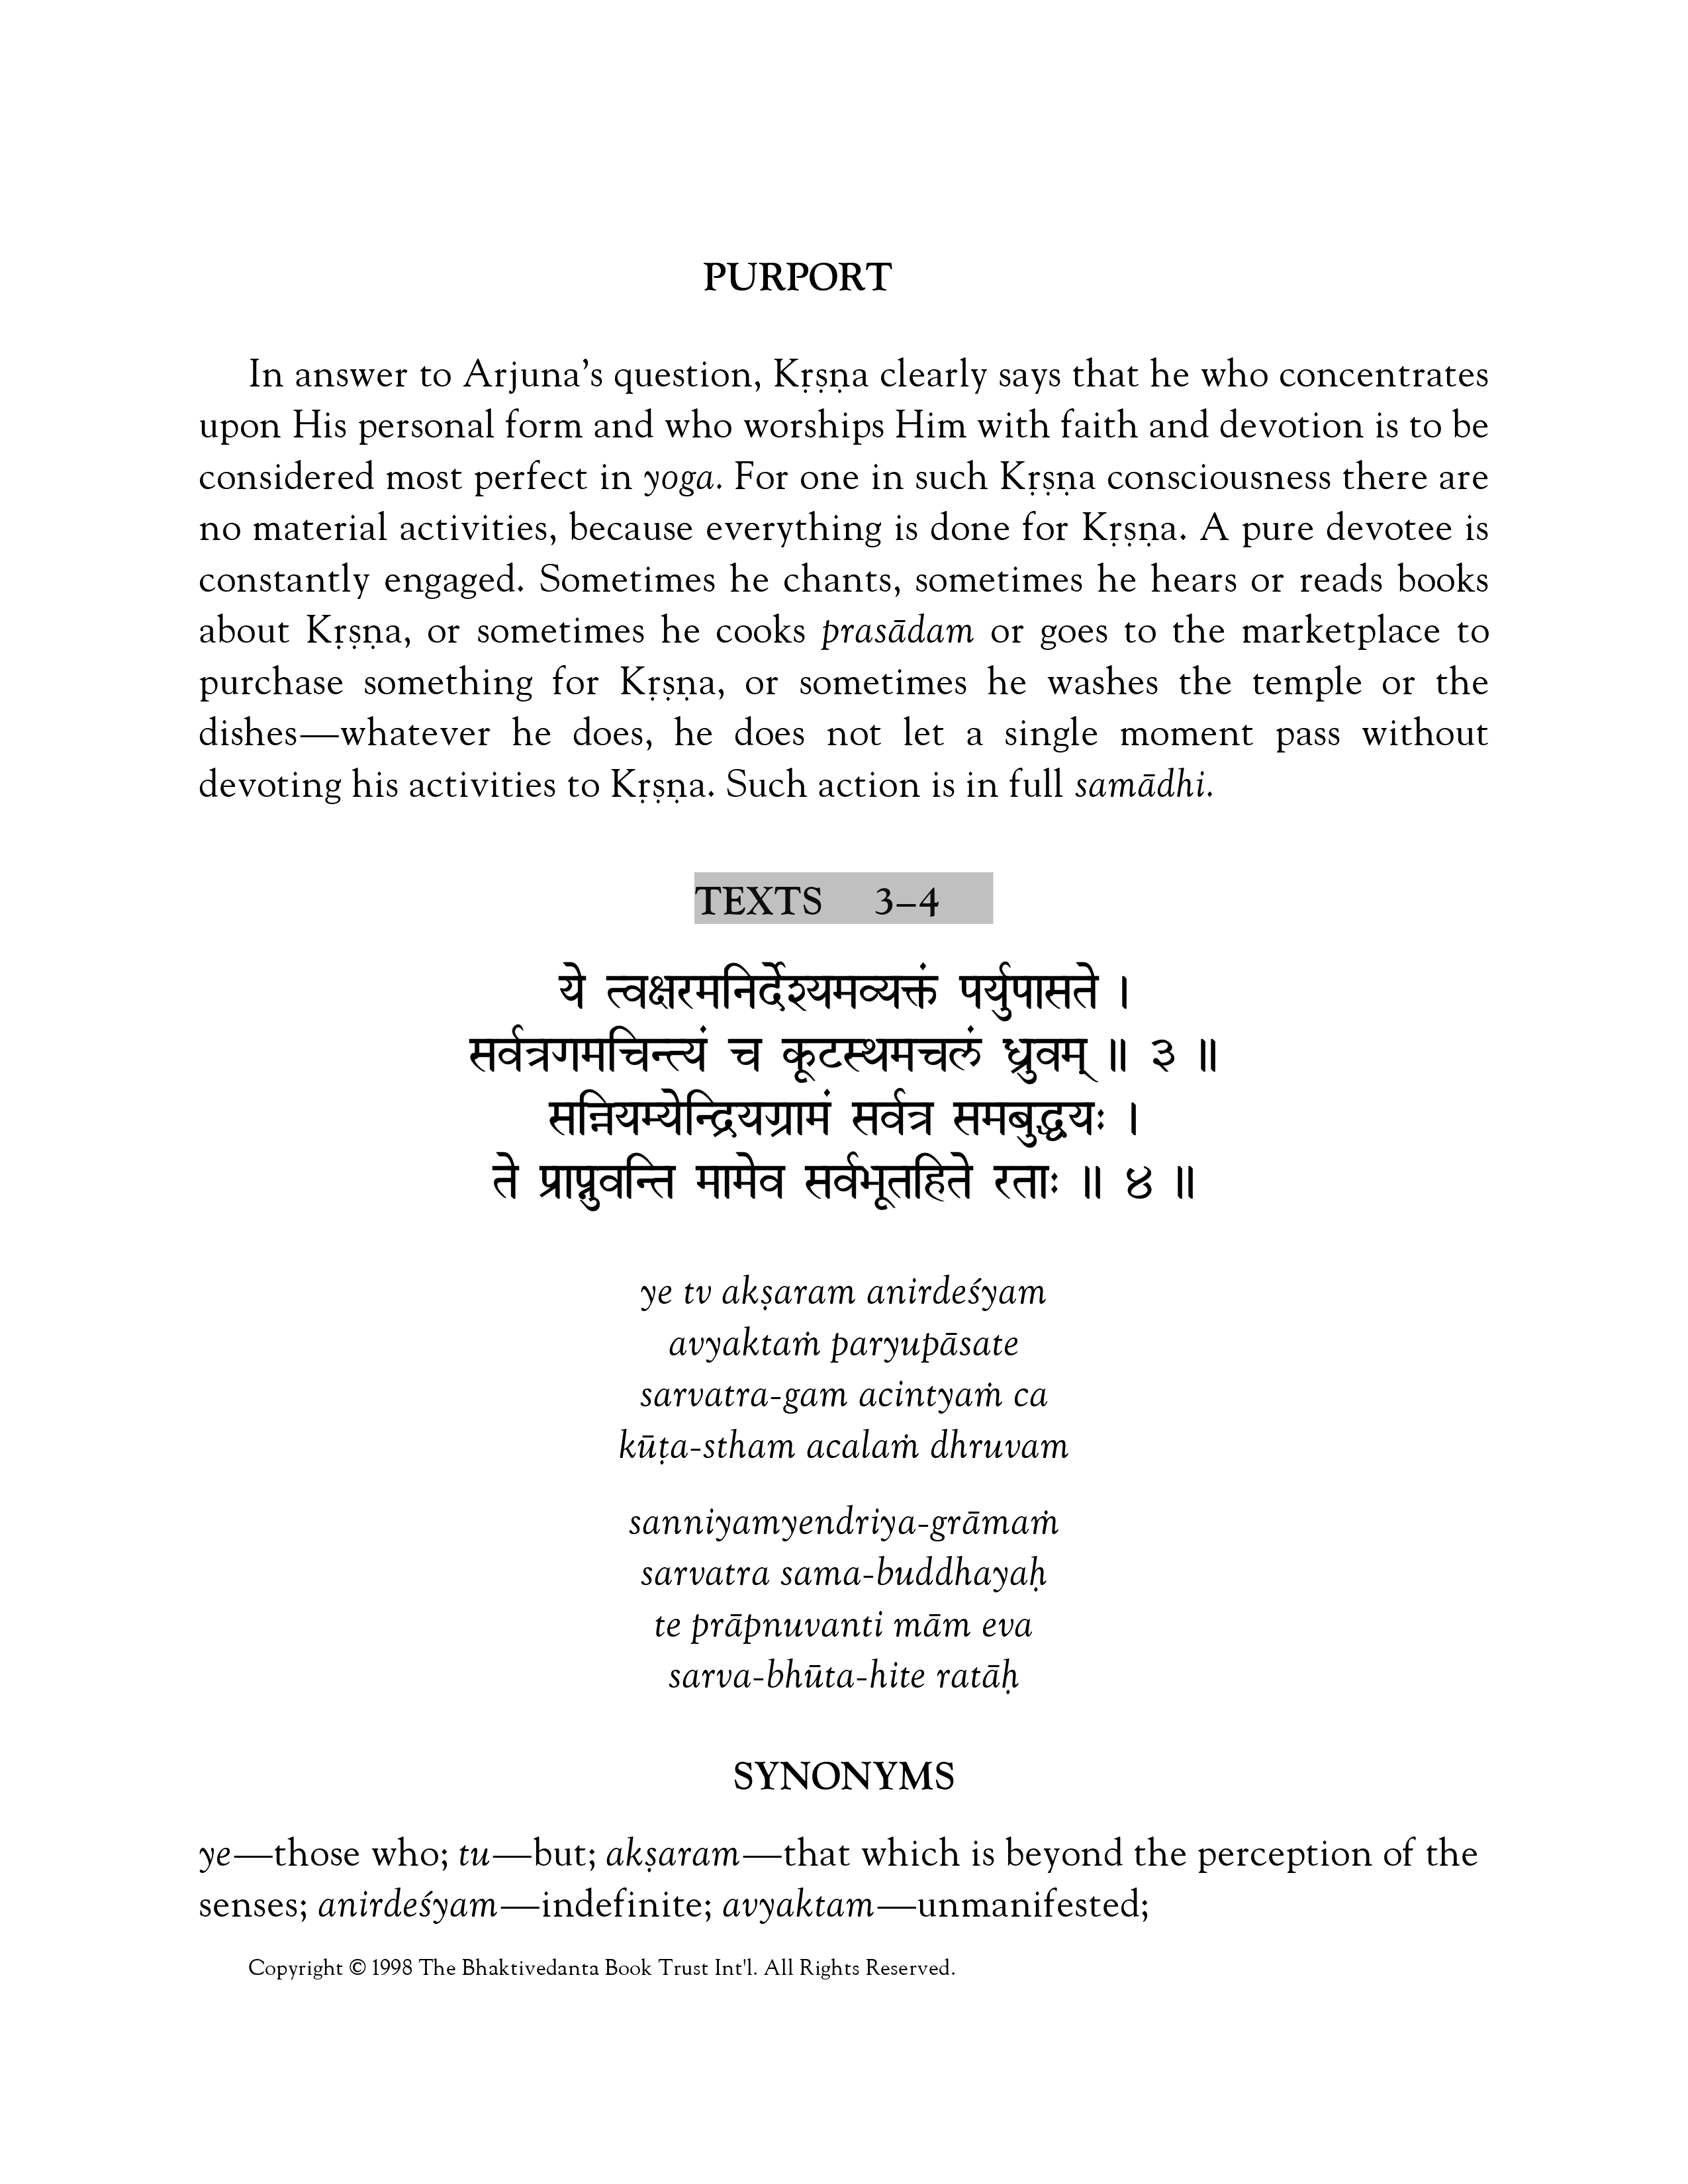 PURPORT
In answer to Arjuna’s question, Kṛṣṇa clearly says that he who concentrates
upon His personal form and who worships Him with faith and devotion is to be
considered most perfect in yoga. For one in such Kṛṣṇa consciousness there are
no material activities, because everything is done for Kṛṣṇa. A pure devotee is
constantly engaged. Sometimes he chants, sometimes he hears or reads books
about Kṛṣṇa, or sometimes he cooks prasādam or goes to the marketplace to
purchase something for Kṛṣṇa, or sometimes he washes the temple or the
dishes—whatever he does, he does not let a single moment pass without
devoting his activities to Kṛṣṇa. Such action is in full samādhi.
TEXTS 3–4
ये त्वक्षरमनिर्देश्यमव्यक्तं पर्युपासते ।
सर्वत्रगमचिन्त्यं च कूटस्थमचलं ध्रुवम् ॥ ३ ॥
सन्नियम्येन्द्रियग्रामं सर्वत्र समबुद्धयः ।
ते प्राप्नुवन्ति मामेव सर्वभूतहिते रताः ॥ ४ ॥
ye tv akṣaram anirdeśyam
avyaktaṁ paryupāsate
sarvatra-gam acintyaṁ ca
kūṭa-stham acalaṁ dhruvam
sanniyamyendriya-grāmaṁ
sarvatra sama-buddhayaḥ
te prāpnuvanti mām eva
sarva-bhūta-hite ratāḥ
SYNONYMS
ye—those who; tu—but; akṣaram—that which is beyond the perception of the
senses; anirdeśyam—indefinite; avyaktam—unmanifested;
Copyright © 1998 The Bhaktivedanta Book Trust Int'l. All Rights Reserved.